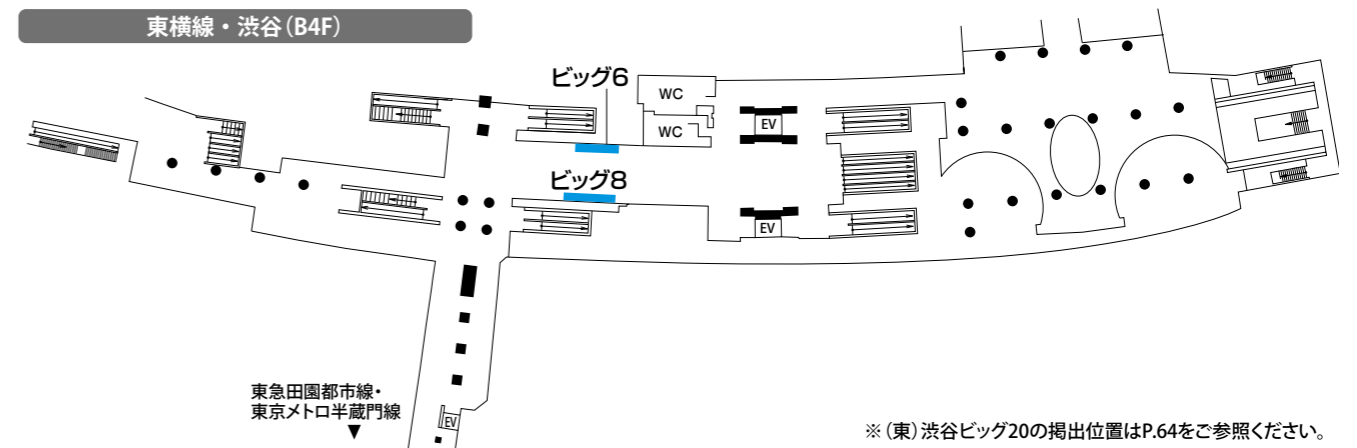 東横線・渋谷(B4F)
ビッグ6
WC
WC
EV
ビッグ8
EV
東急田園都市線・
東京メトロ半蔵門線
▼
EV
※(東)渋谷ビッグ20の掲出位置はP.64をご参照ください。